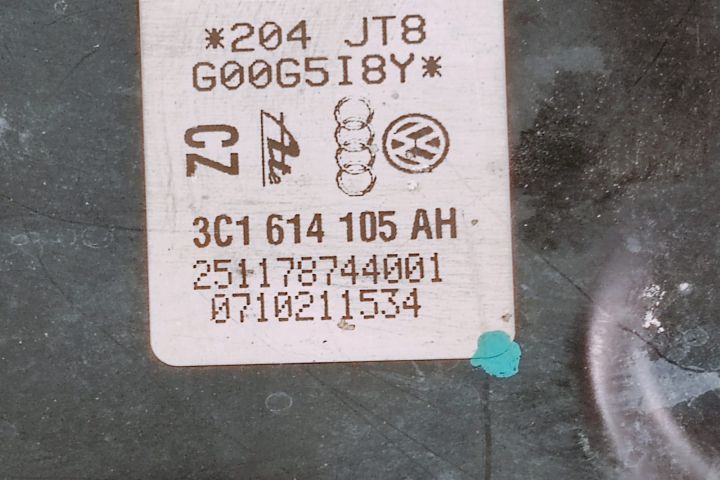 *204 JT8
G00G5I8Y*
CZ Ate
3C1 614 105 AH
251178744001
0710211534